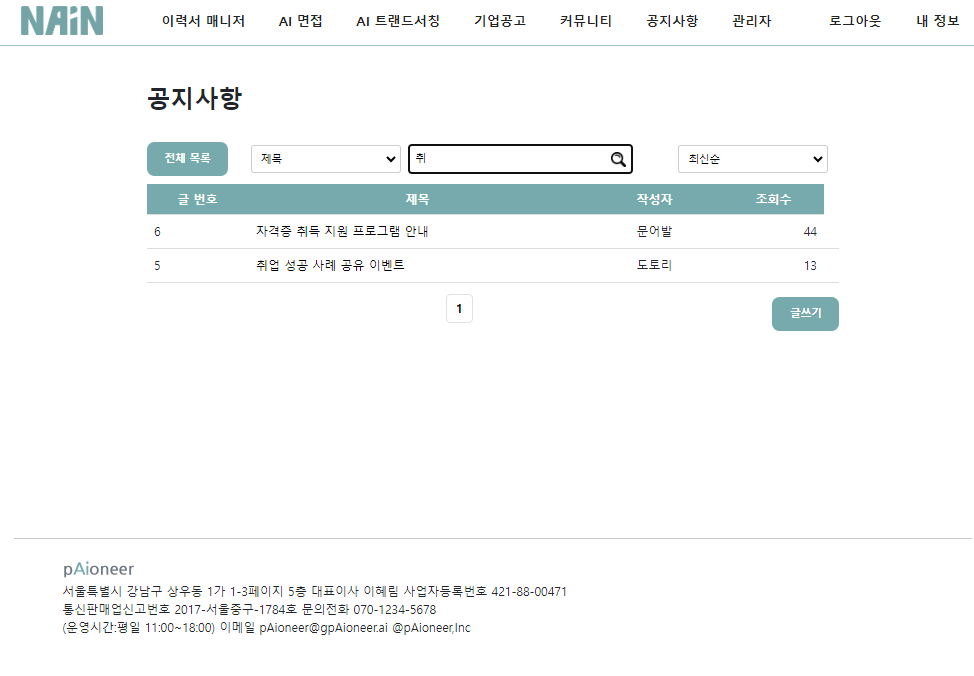 NAiN 이력서 매니저 AI 면접 AI 트랜드서칭 기업공고 커뮤니티 공지사항 관리자 로그아웃 내 정보
공지사항
전체 목록 제목 취 최신순
글 번호 제목 작성자 조회수
6 자격증 취득 지원 프로그램 안내 문어발 44
5 취업 성공 사례 공유 이벤트 도토리 13
1 글쓰기
pAioneer
서울특별시 강남구 상우동 1가 1-3페이지 5층 대표이사 이혜림 사업자등록번호 421-88-00471
통신판매업신고번호 2017-서울중구-1784호 문의전화 070-1234-5678
(운영시간:평일 11:00~18:00) 이메일 pAioneer@gpAioneer.ai @pAioneer,Inc